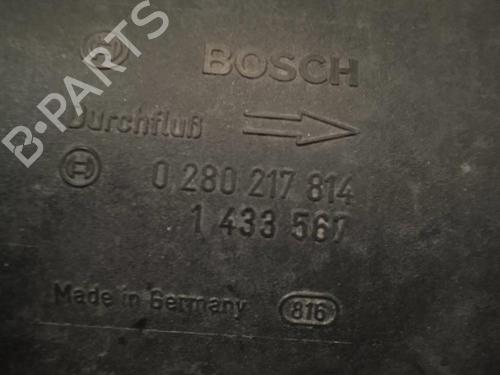 BOSCH
Durchfluß
0 280 217 814
1 433 567
Made in Germany 816
B-PARTS